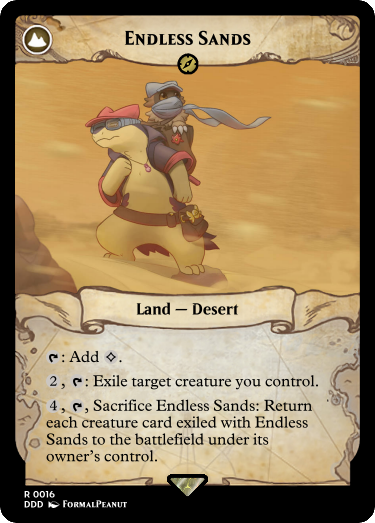 Endless Sands
Land — Desert
: Add .
2, : Exile target creature you control.
4, , Sacrifice Endless Sands: Return
each creature card exiled with Endless
Sands to the battlefield under its
owner's control.
R 0016
DDD FormalPeanut